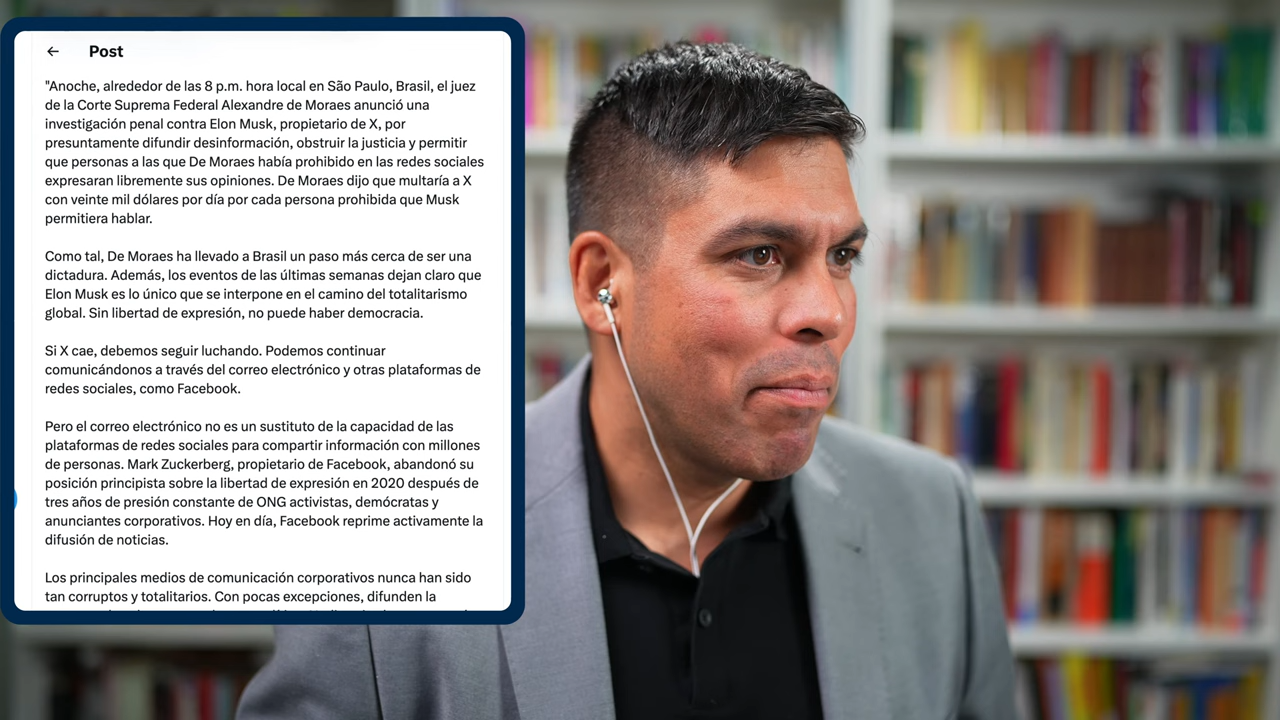 Post
"Anoche, alrededor de las 8 p.m. hora local en São Paulo, Brasil, el juez
de la Corte Suprema Federal Alexandre de Moraes anunció una
investigación penal contra Elon Musk, propietario de X, por
presuntamente difundir desinformación, obstruir la justicia y permitir
que personas a las que De Moraes había prohibido en las redes sociales
expresaran libremente sus opiniones. De Moraes dijo que multaría a X
con veinte mil dólares por día por cada persona prohibida que Musk
permitiera hablar.
Como tal, De Moraes ha llevado a Brasil un paso más cerca de ser una
dictadura. Además, los eventos de las últimas semanas dejan claro que
Elon Musk es lo único que se interpone en el camino del totalitarismo
global. Sin libertad de expresión, no puede haber democracia.
Si X cae, debemos seguir luchando. Podemos continuar
comunicándonos a través del correo electrónico y otras plataformas de
redes sociales, como Facebook.
Pero el correo electrónico no es un sustituto de la capacidad de las
plataformas de redes sociales para compartir información con millones
de personas. Mark Zuckerberg, propietario de Facebook, abandonó su
posición principista sobre la libertad de expresión en 2020 después de
tres años de presión constante de ONG activistas, demócratas y
anunciantes corporativos. Hoy en día, Facebook reprime activamente la
difusión de noticias.
Los principales medios de comunicación corporativos nunca han sido
tan corruptos y totalitarios. Con pocas excepciones, difunden la